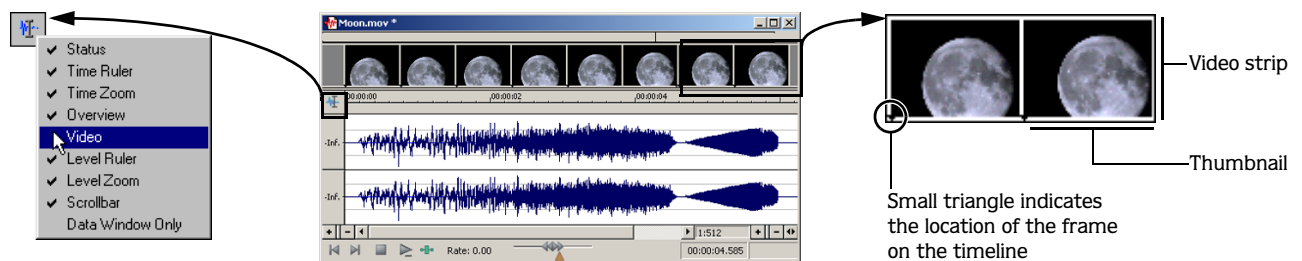 Status
Time Ruler
Time Zoom
Overview
Video
Level Ruler
Level Zoom
Scrollbar
Data Window Only
Moon.mov *
00:00:00
,00:00:02
,00:00:04
-Inf.
-Inf.
1:512
Rate: 0.00
00:00:04.585
Video strip
Thumbnail
Small triangle indicates
the location of the frame
on the timeline